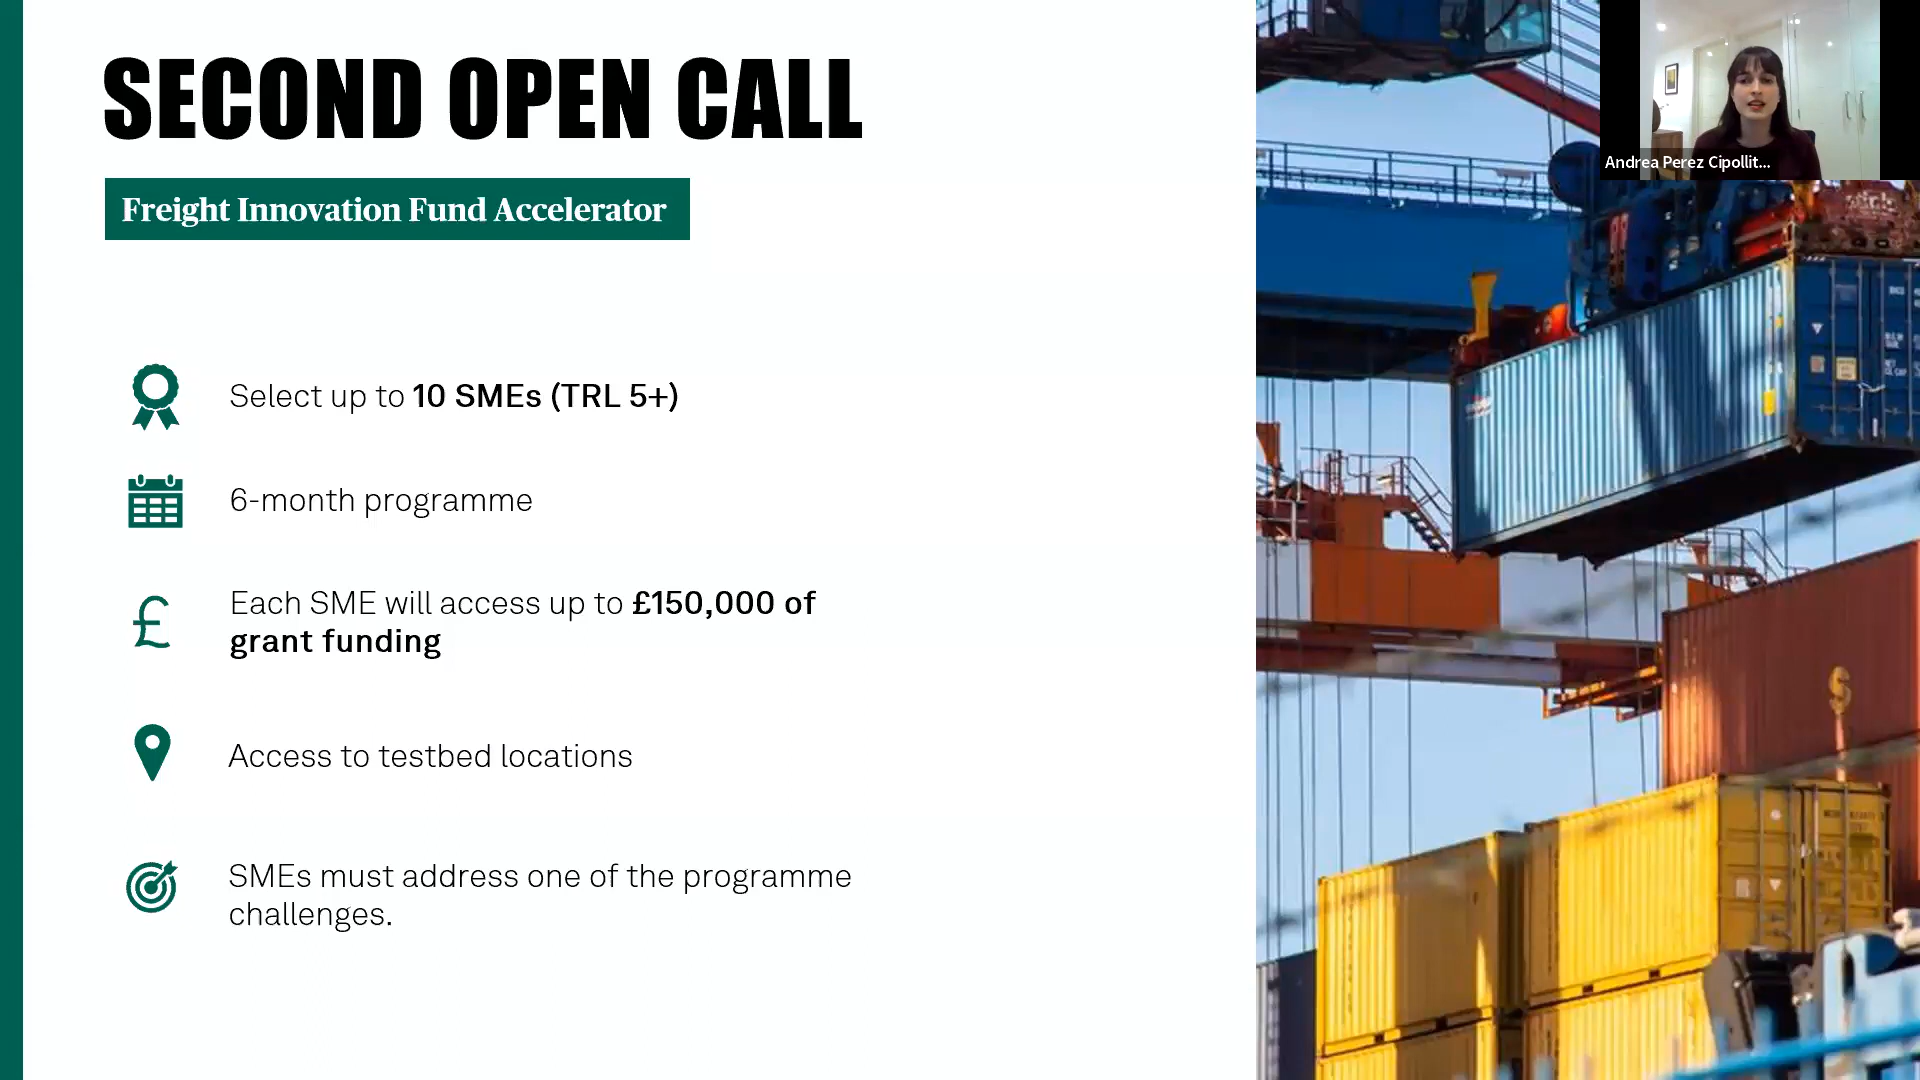 SECOND OPEN CALL
Freight Innovation Fund Accelerator
Select up to 10 SMEs (TRL 5+)
6-month programme
Each SME will access up to £150,000 of
grant funding
Access to testbed locations
SMEs must address one of the programme
challenges.
Andrea Perez Cipollit...